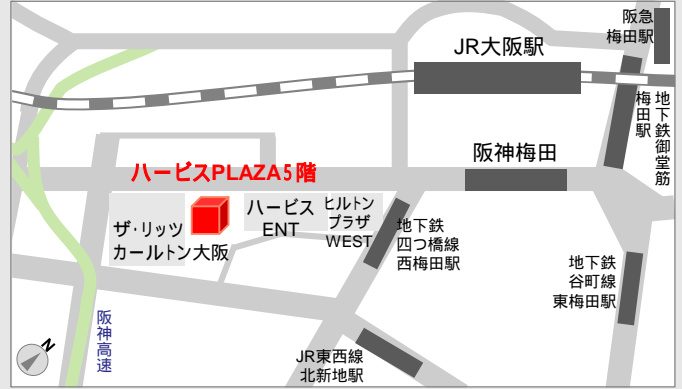 阪急
梅田駅
JR大阪駅
地下鉄御堂筋
梅田駅
阪神梅田
ハービスPLAZA5階
ザ・リッツ
カールトン大阪
ハービス
ENT
ヒルトン
プラザ
WEST
地下鉄
四つ橋線
西梅田駅
地下鉄
谷町線
東梅田駅
阪神高速
JR東西線
北新地駅
N